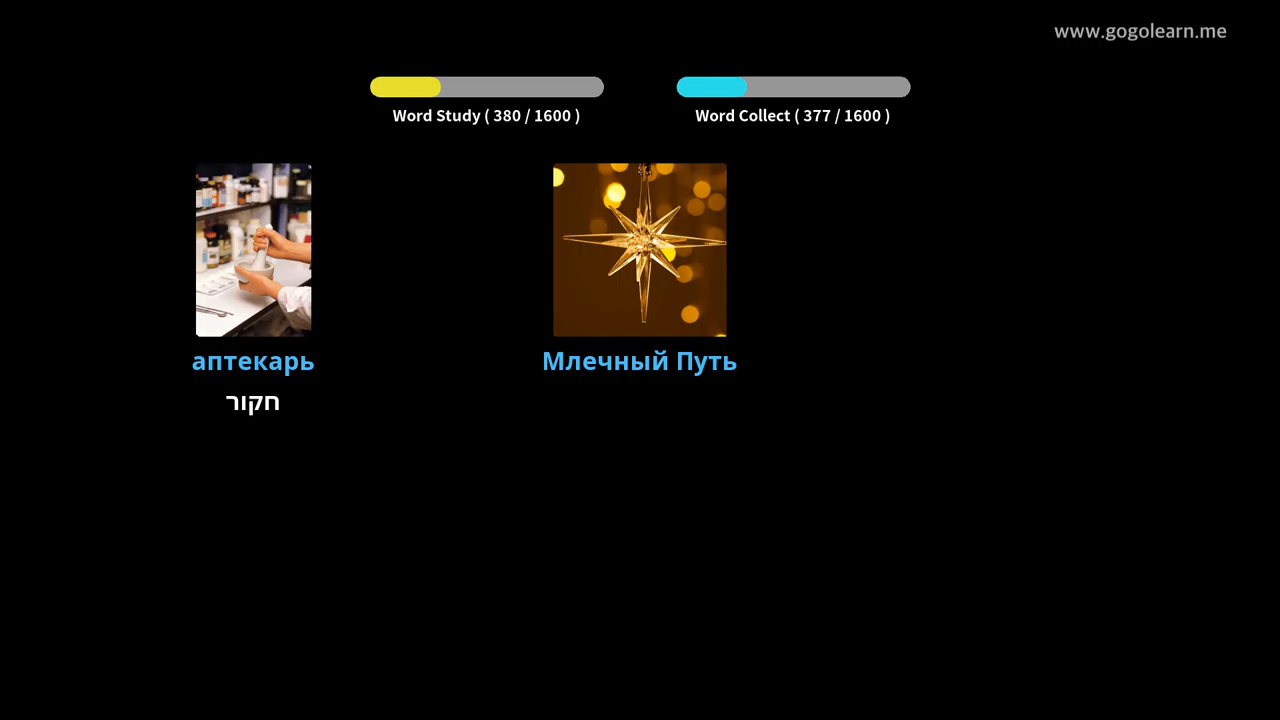 www.gogolearn.me
Word Study ( 380 / 1600 )
Word Collect ( 377 / 1600 )
аптекарь
חקור
Млечный Путь